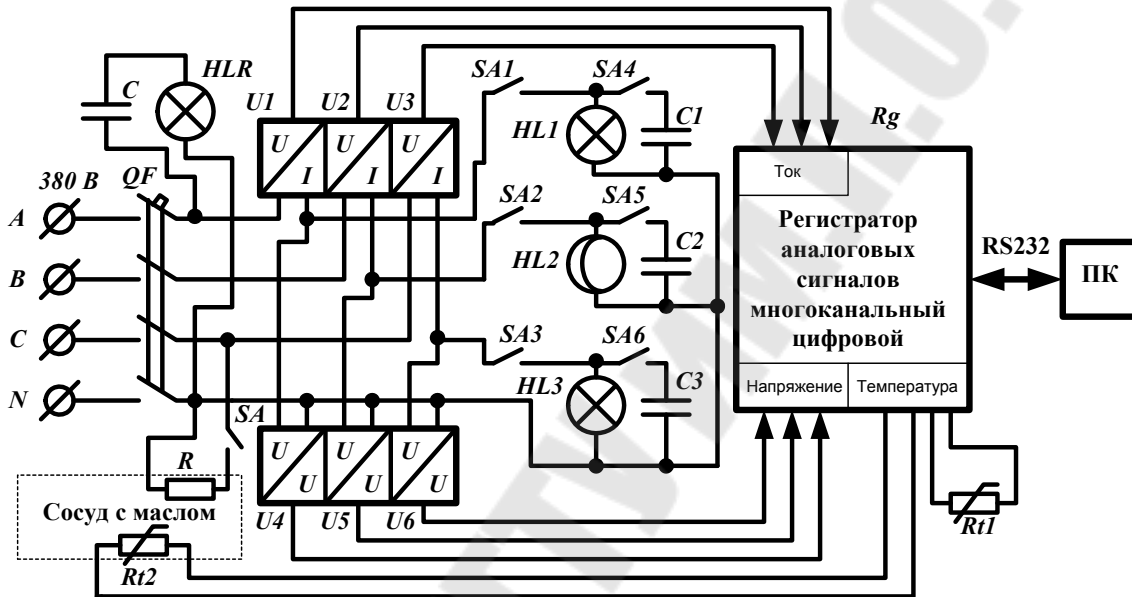 C
HLR
U1
U2
U3
SA1
SA4
HL1
C1
Rg
U
I
U
I
U
I
Ток
380 В
QF
A
SA2
SA5
HL2
C2
Регистратор
аналоговых
сигналов
многоканальный
цифровой
RS232
ПК
B
C
SA3
SA6
HL3
C3
N
SA
Напряжение
Температура
U
U
U
U
U
U
R
Сосуд с маслом
U4
U5
U6
Rt1
Rt2